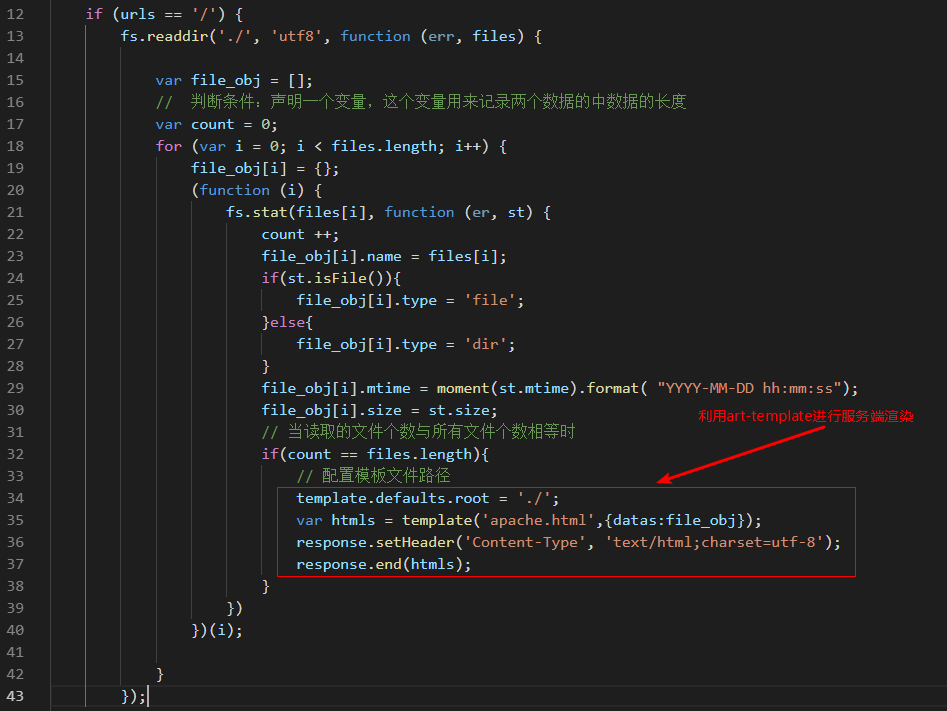 12 if (urls == '/') {
13 fs.readdir('./', 'utf8', function (err, files) {
14
15 var file_obj = [];
16 // 判断条件：声明一个变量，这个变量用来记录两个数据的中数据的长度
17 var count = 0;
18 for (var i = 0; i < files.length; i++) {
19 file_obj[i] = {};
20 (function (i) {
21 fs.stat(files[i], function (er, st) {
22 count ++;
23 file_obj[i].name = files[i];
24 if(st.isFile()){
25 file_obj[i].type = 'file';
26 }else{
27 file_obj[i].type = 'dir';
28 }
29 file_obj[i].mtime = moment(st.mtime).format( "YYYY-MM-DD hh:mm:ss");
30 file_obj[i].size = st.size;
利用art-template进行服务端渲染
31 // 当读取的文件个数与所有文件个数相等时
32 if(count == files.length){
33 // 配置模板文件路径
34 template.defaults.root = './';
35 var htmls = template('apache.html',{datas:file_obj});
36 response.setHeader('Content-Type', 'text/html;charset=utf-8');
37 response.end(htmls);
38 }
39 })
40 })(i);
41
42 }
43 });